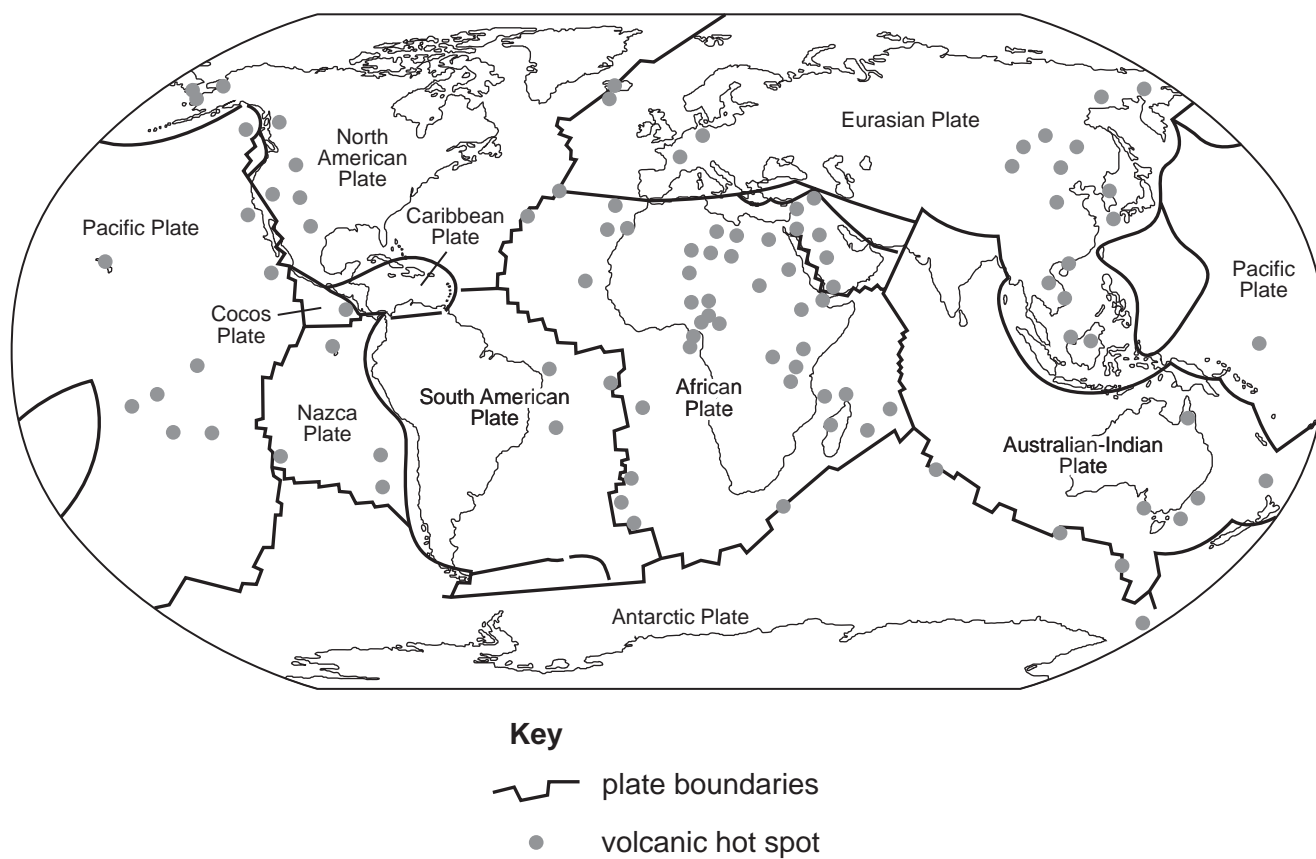 North
American
Plate
Eurasian Plate
Pacific Plate
Caribbean
Plate
Pacific
Plate
Cocos
Plate
South American
Plate
African
Plate
Nazca
Plate
Australian-Indian
Plate
Antarctic Plate
Key
plate boundaries
volcanic hot spot